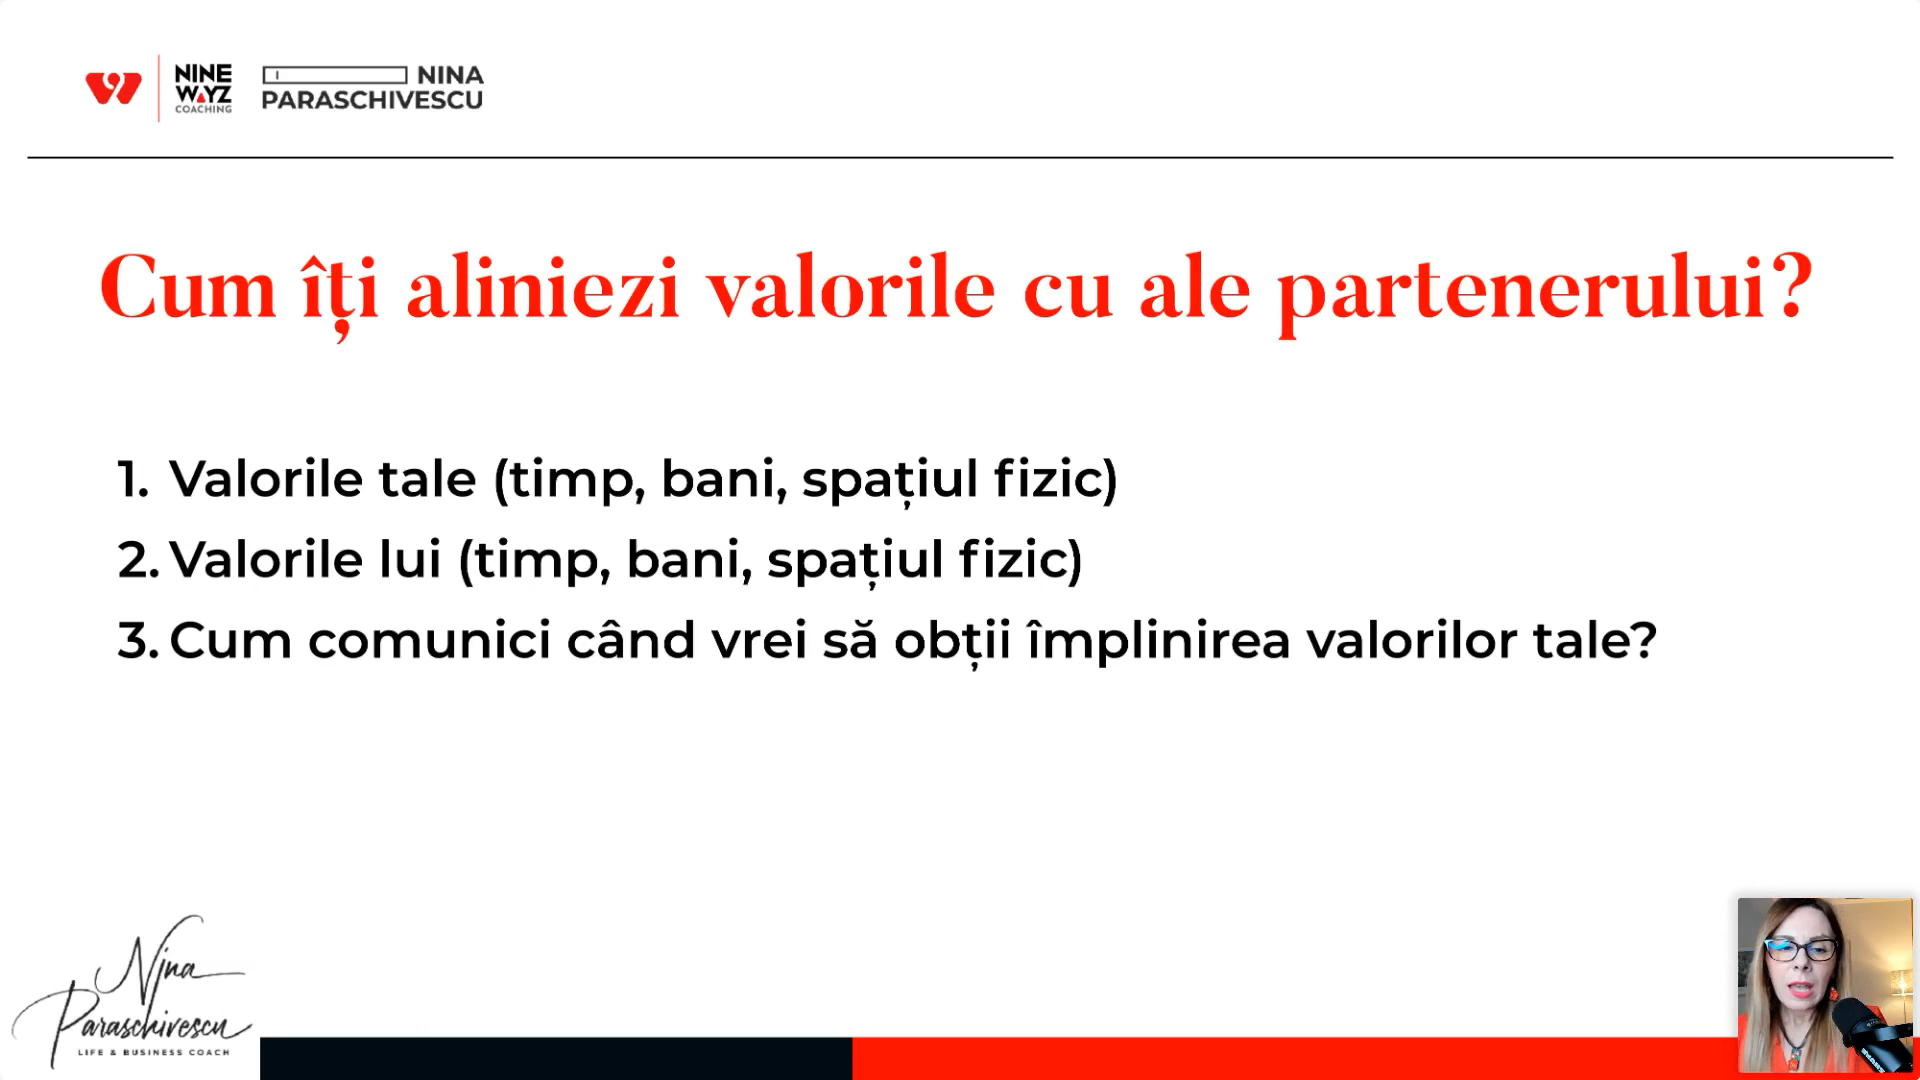 NINE
WAYZ
COACHING
NINA
PARASCHIVESCU
Cum îți aliniezi valorile cu ale partenerului?
1. Valorile tale (timp, bani, spațiul fizic)
2. Valorile lui (timp, bani, spațiul fizic)
3. Cum comunici când vrei să obții împlinirea valorilor tale?
Nina
Paraschivescu
LIFE & BUSINESS COACH